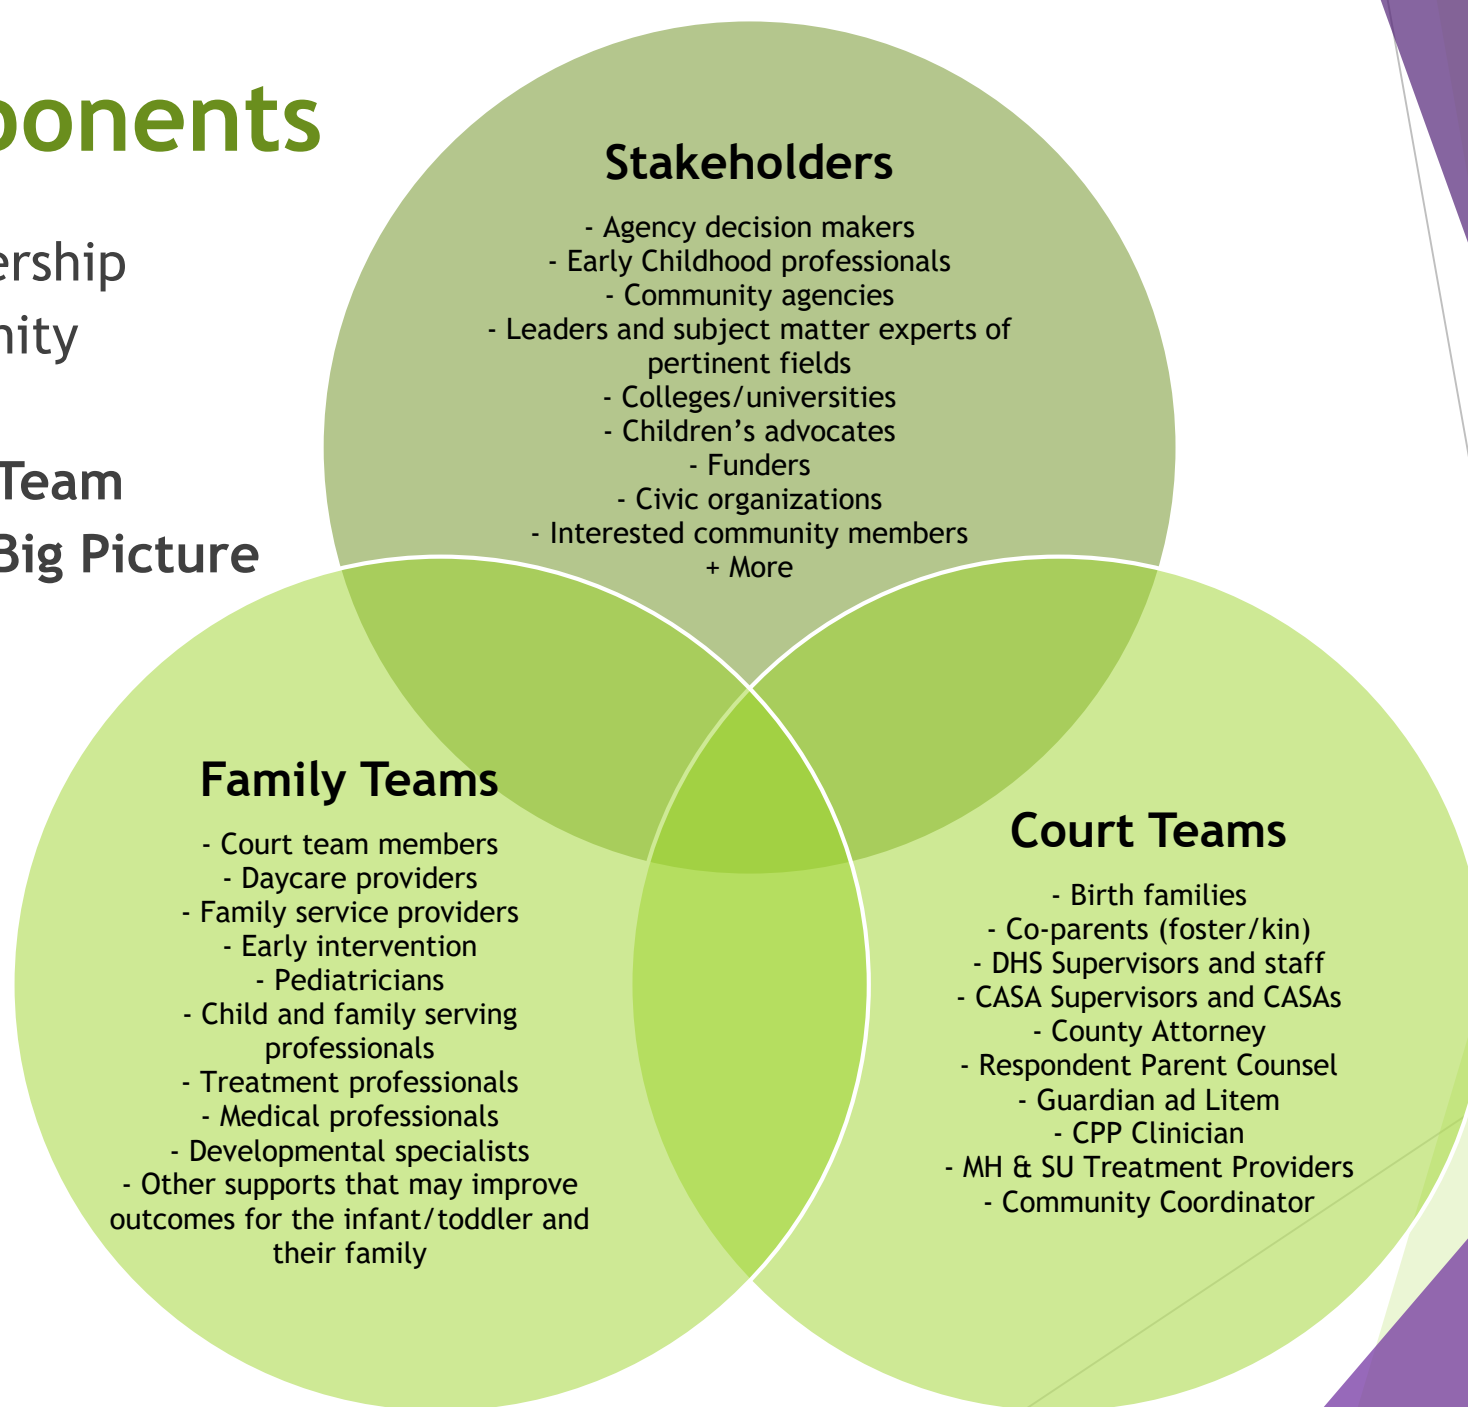 ponents
ership
nity
Team
Big Picture
Stakeholders
- Agency decision makers
- Early Childhood professionals
- Community agencies
- Leaders and subject matter experts of
pertinent fields
- Colleges/universities
- Children’s advocates
- Funders
- Civic organizations
- Interested community members
+ More
Family Teams
- Court team members
- Daycare providers
- Family service providers
- Early intervention
- Pediatricians
- Child and family serving
professionals
- Treatment professionals
- Medical professionals
- Developmental specialists
- Other supports that may improve
outcomes for the infant/toddler and
their family
Court Teams
- Birth families
- Co-parents (foster/kin)
- DHS Supervisors and staff
- CASA Supervisors and CASAs
- County Attorney
- Respondent Parent Counsel
- Guardian ad Litem
- CPP Clinician
- MH & SU Treatment Providers
- Community Coordinator